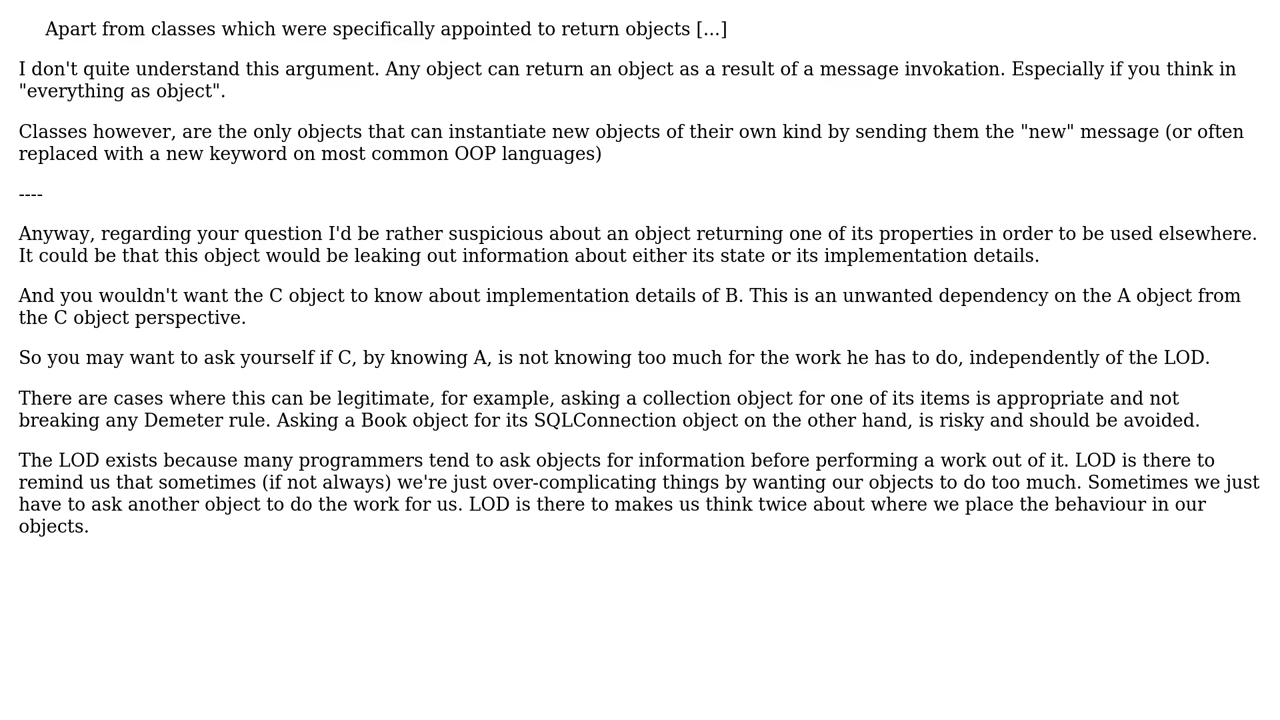 Apart from classes which were specifically appointed to return objects [...]
I don't quite understand this argument. Any object can return an object as a result of a message invokation. Especially if you think in
"everything as object".
Classes however, are the only objects that can instantiate new objects of their own kind by sending them the "new" message (or often
replaced with a new keyword on most common OOP languages)
----
Anyway, regarding your question I'd be rather suspicious about an object returning one of its properties in order to be used elsewhere.
It could be that this object would be leaking out information about either its state or its implementation details.
And you wouldn't want the C object to know about implementation details of B. This is an unwanted dependency on the A object from
the C object perspective.
So you may want to ask yourself if C, by knowing A, is not knowing too much for the work he has to do, independently of the LOD.
There are cases where this can be legitimate, for example, asking a collection object for one of its items is appropriate and not
breaking any Demeter rule. Asking a Book object for its SQLConnection object on the other hand, is risky and should be avoided.
The LOD exists because many programmers tend to ask objects for information before performing a work out of it. LOD is there to
remind us that sometimes (if not always) we're just over-complicating things by wanting our objects to do too much. Sometimes we just
have to ask another object to do the work for us. LOD is there to makes us think twice about where we place the behaviour in our
objects.